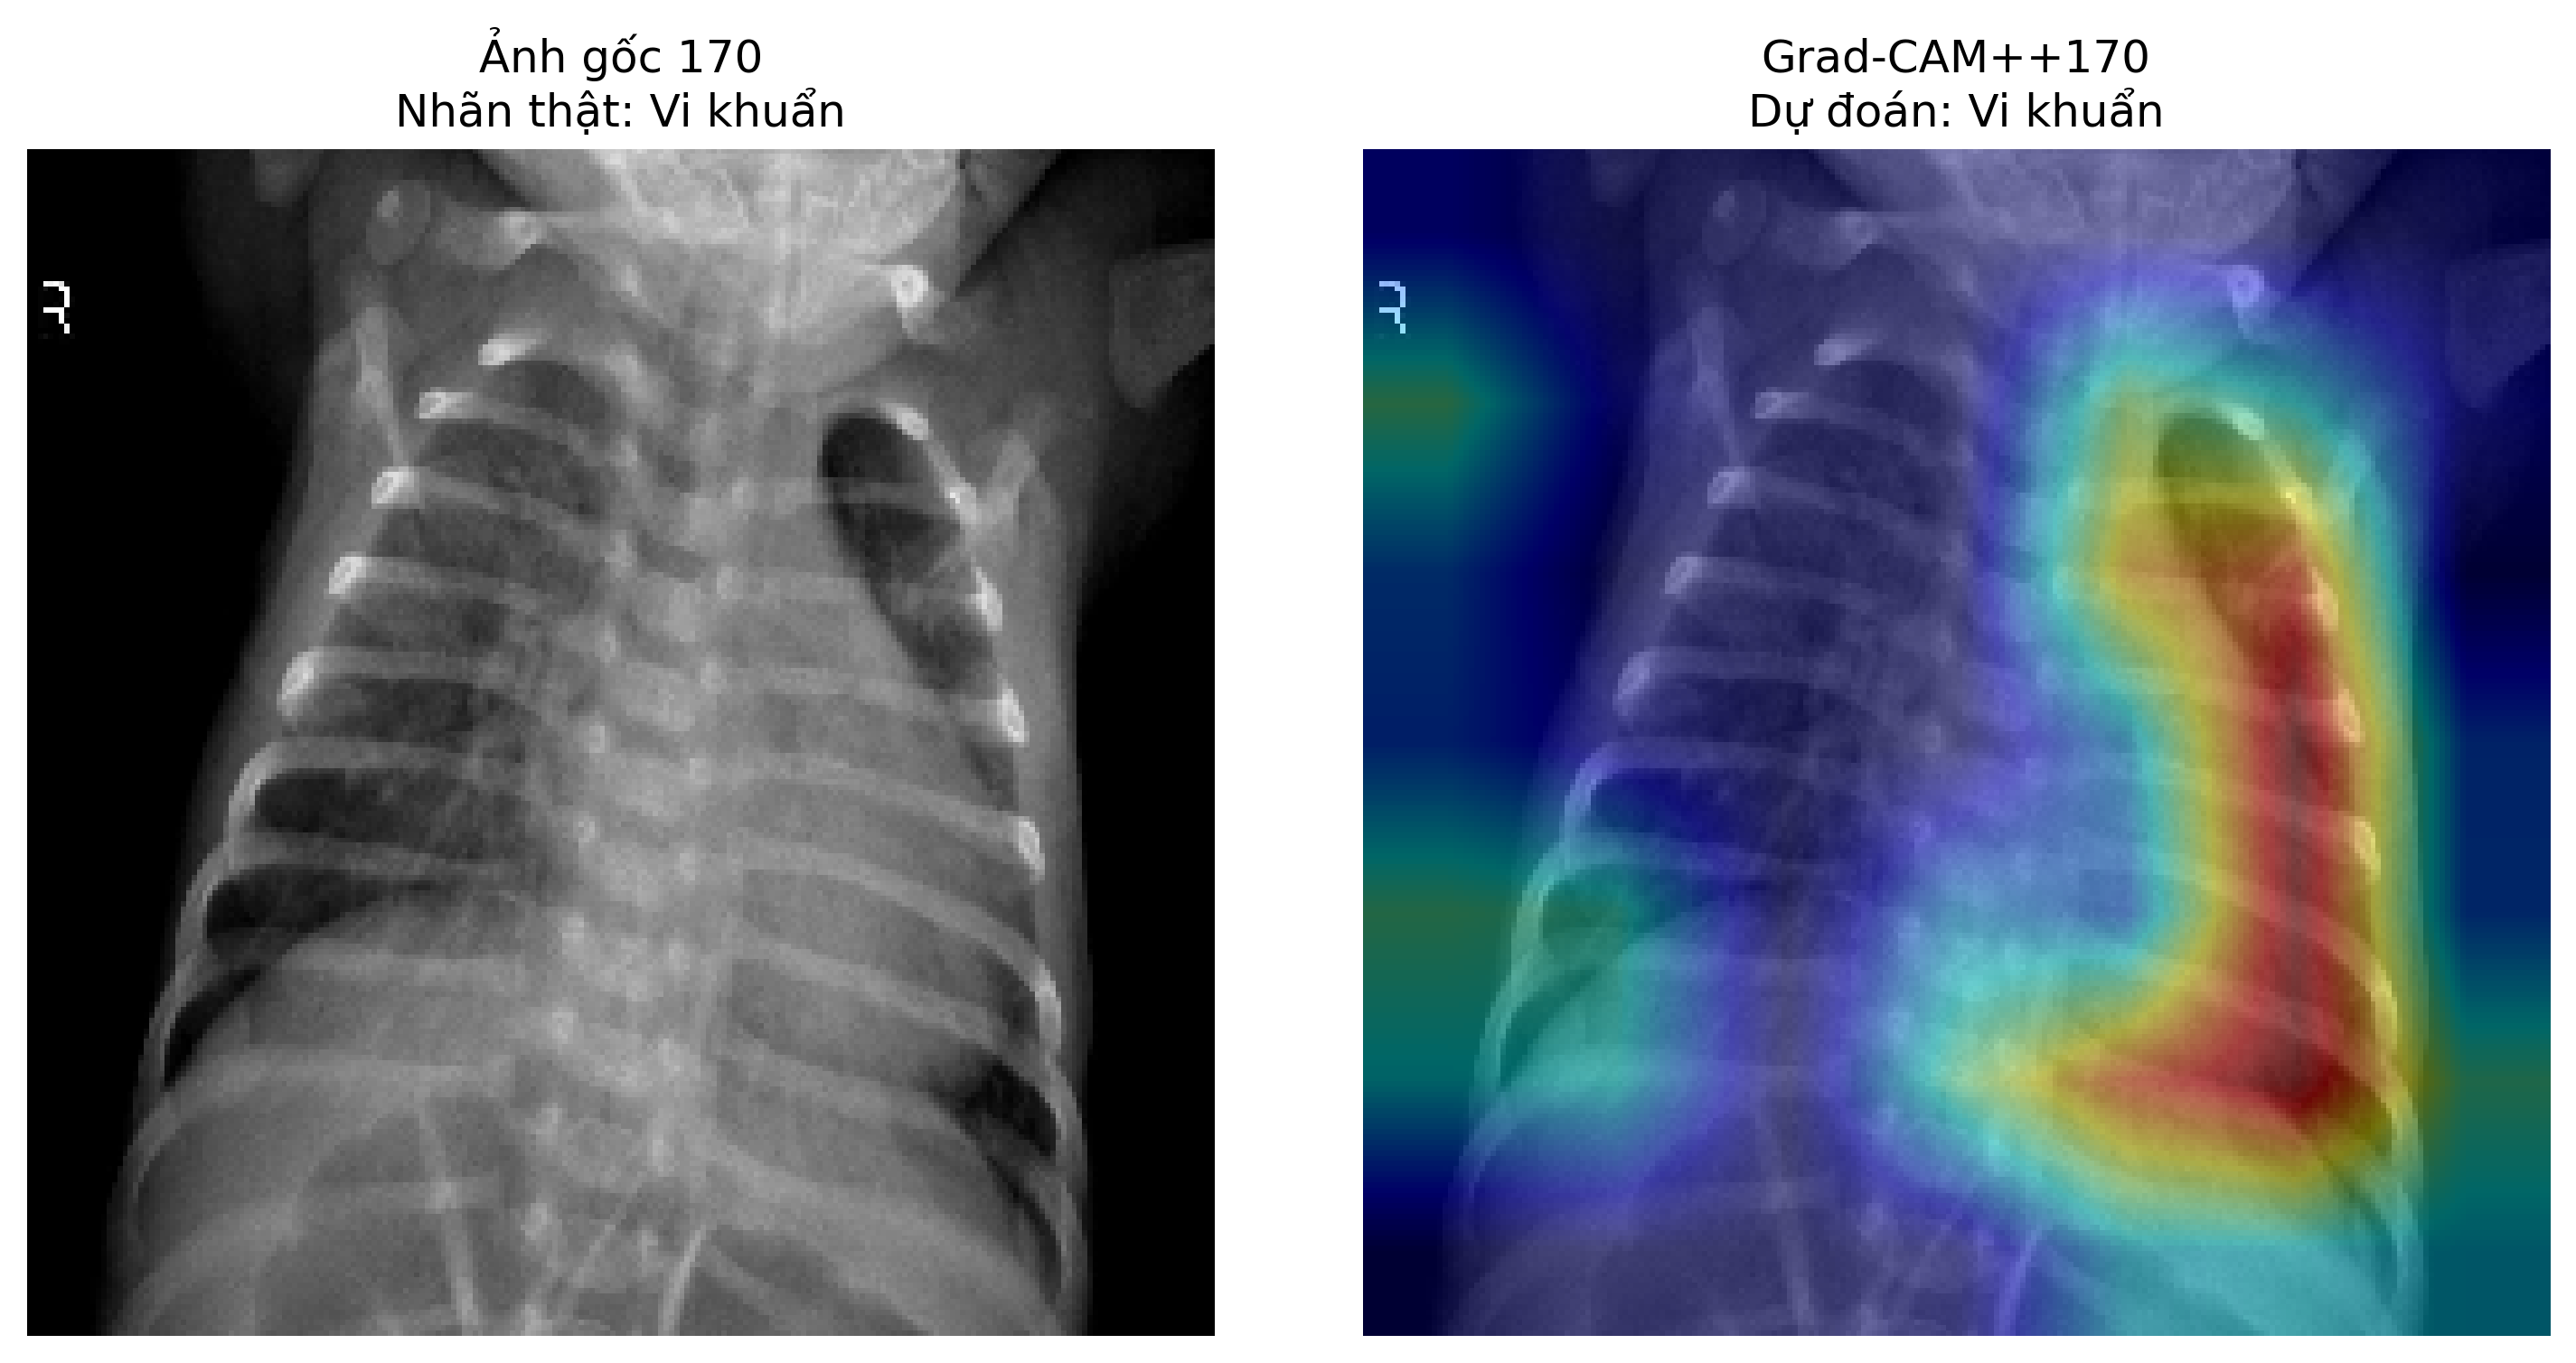 Ảnh gốc 170
Nhãn thật: Vi khuẩn
Grad-CAM++170
Dự đoán: Vi khuẩn
R